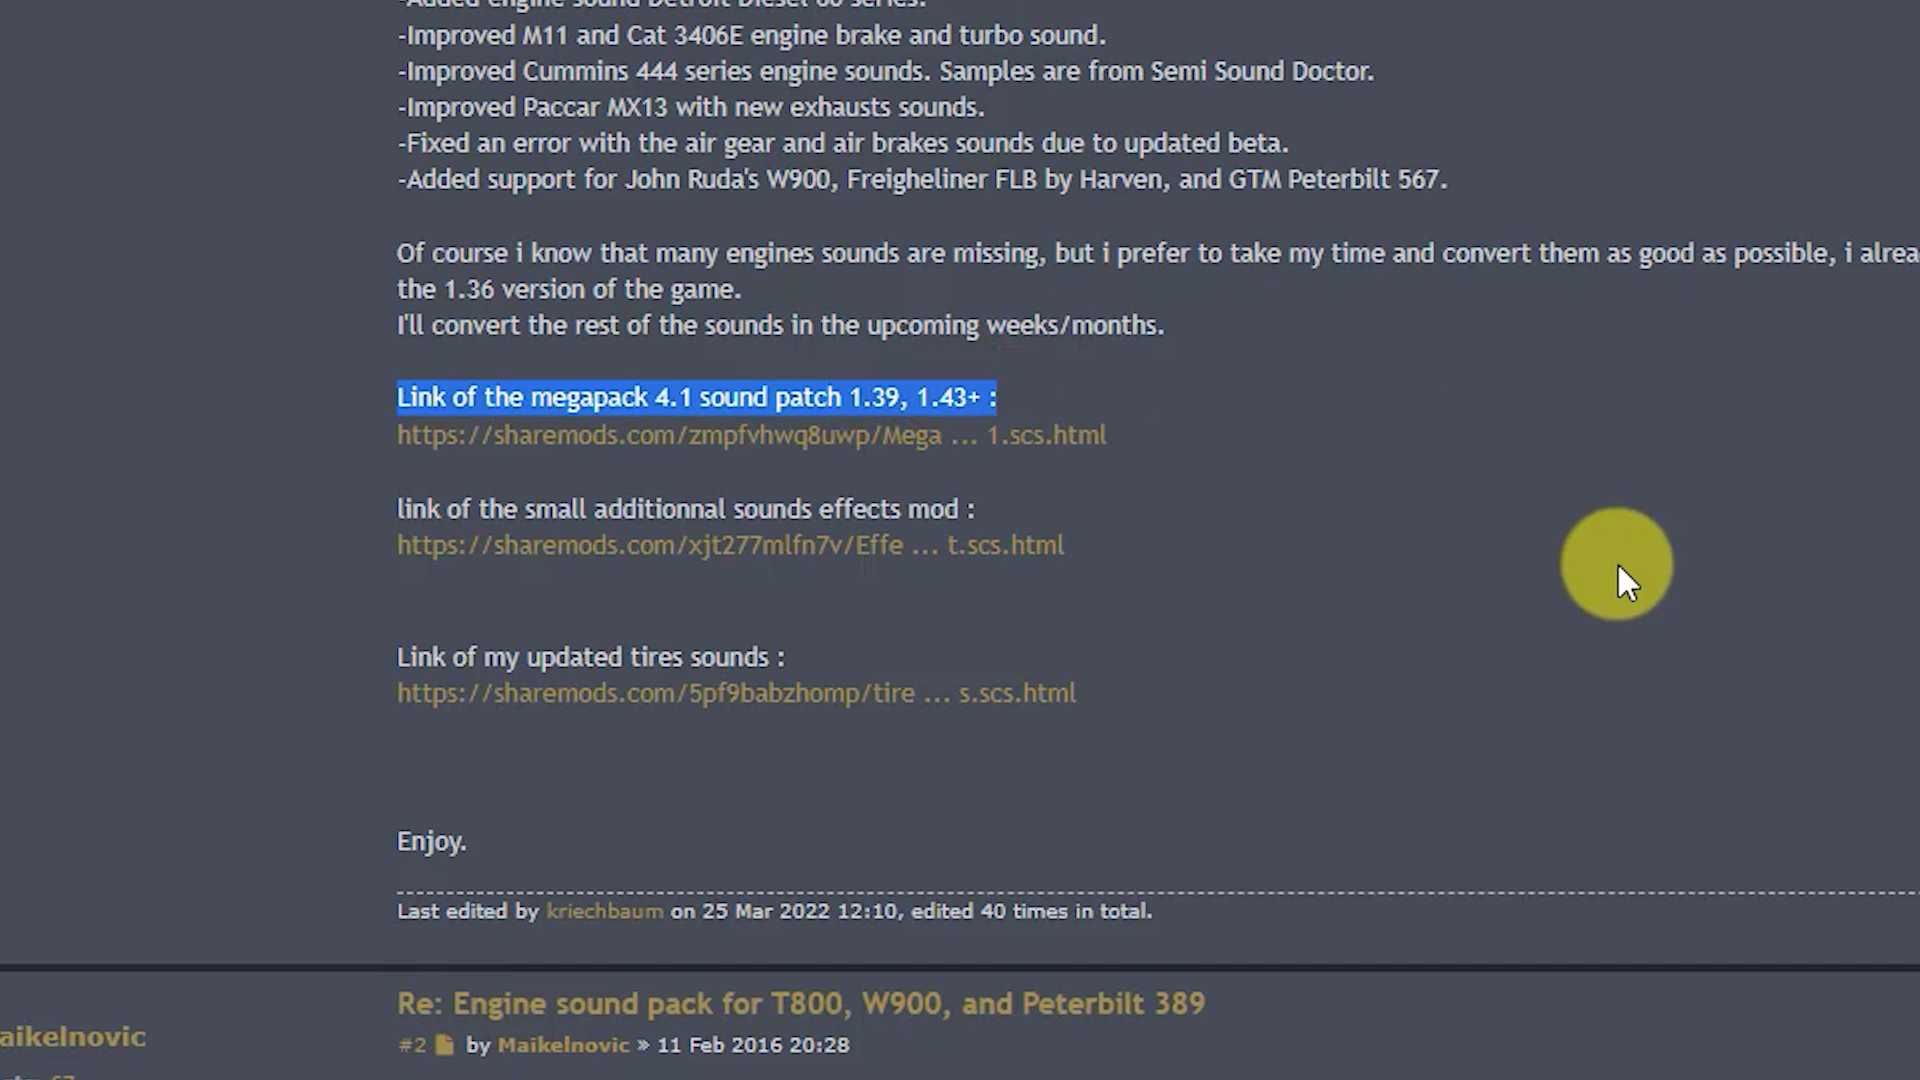 -Added engine sound Detroit Diesel 60 series.
-Improved M11 and Cat 3406E engine brake and turbo sound.
-Improved Cummins 444 series engine sounds. Samples are from Semi Sound Doctor.
-Improved Paccar MX13 with new exhausts sounds.
-Fixed an error with the air gear and air brakes sounds due to updated beta.
-Added support for John Ruda's W900, Freigheliner FLB by Harven, and GTM Peterbilt 567.
Of course i know that many engines sounds are missing, but i prefer to take my time and convert them as good as possible, i alrea
the 1.36 version of the game.
I'll convert the rest of the sounds in the upcoming weeks/months.
Link of the megapack 4.1 sound patch 1.39, 1.43+ :
https://sharemods.com/zmpfvhwq8uwp/Mega ... 1.scs.html
link of the small additionnal sounds effects mod :
https://sharemods.com/xjt277mlfn7v/Effe ... t.scs.html
Link of my updated tires sounds :
https://sharemods.com/5pf9babzhomp/tire ... s.scs.html
Enjoy.
Last edited by kriechbaum on 25 Mar 2022 12:10, edited 40 times in total.
Re: Engine sound pack for T800, W900, and Peterbilt 389
aikelnovic
#2 by Maikelnovic » 11 Feb 2016 20:28